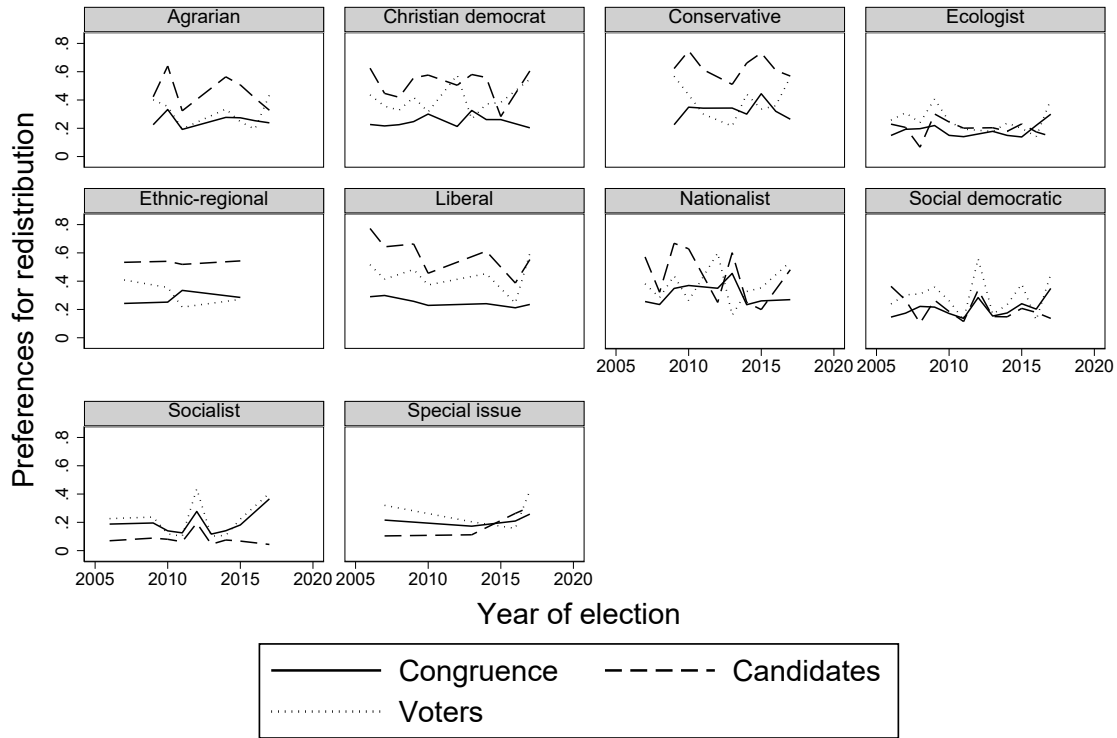 Agrarian Christian democrat Conservative Ecologist
0 .2 .4 .6 .8
Ethnic-regional Liberal Nationalist Social democratic
0 .2 .4 .6 .8
2005 2010 2015 2020 2005 2010 2015 2020
Socialist Special issue
0 .2 .4 .6 .8
2005 2010 2015 2020 2005 2010 2015 2020
Preferences for redistribution
Year of election
Congruence Candidates
Voters